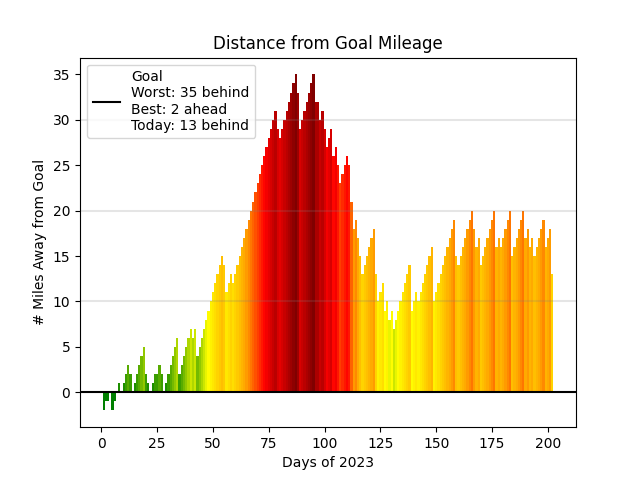 Distance from Goal Mileage
Goal
Worst: 35 behind
Best: 2 ahead
Today: 13 behind
# Miles Away from Goal
35
30
25
20
15
10
5
0
0 25 50 75 100 125 150 175 200
Days of 2023